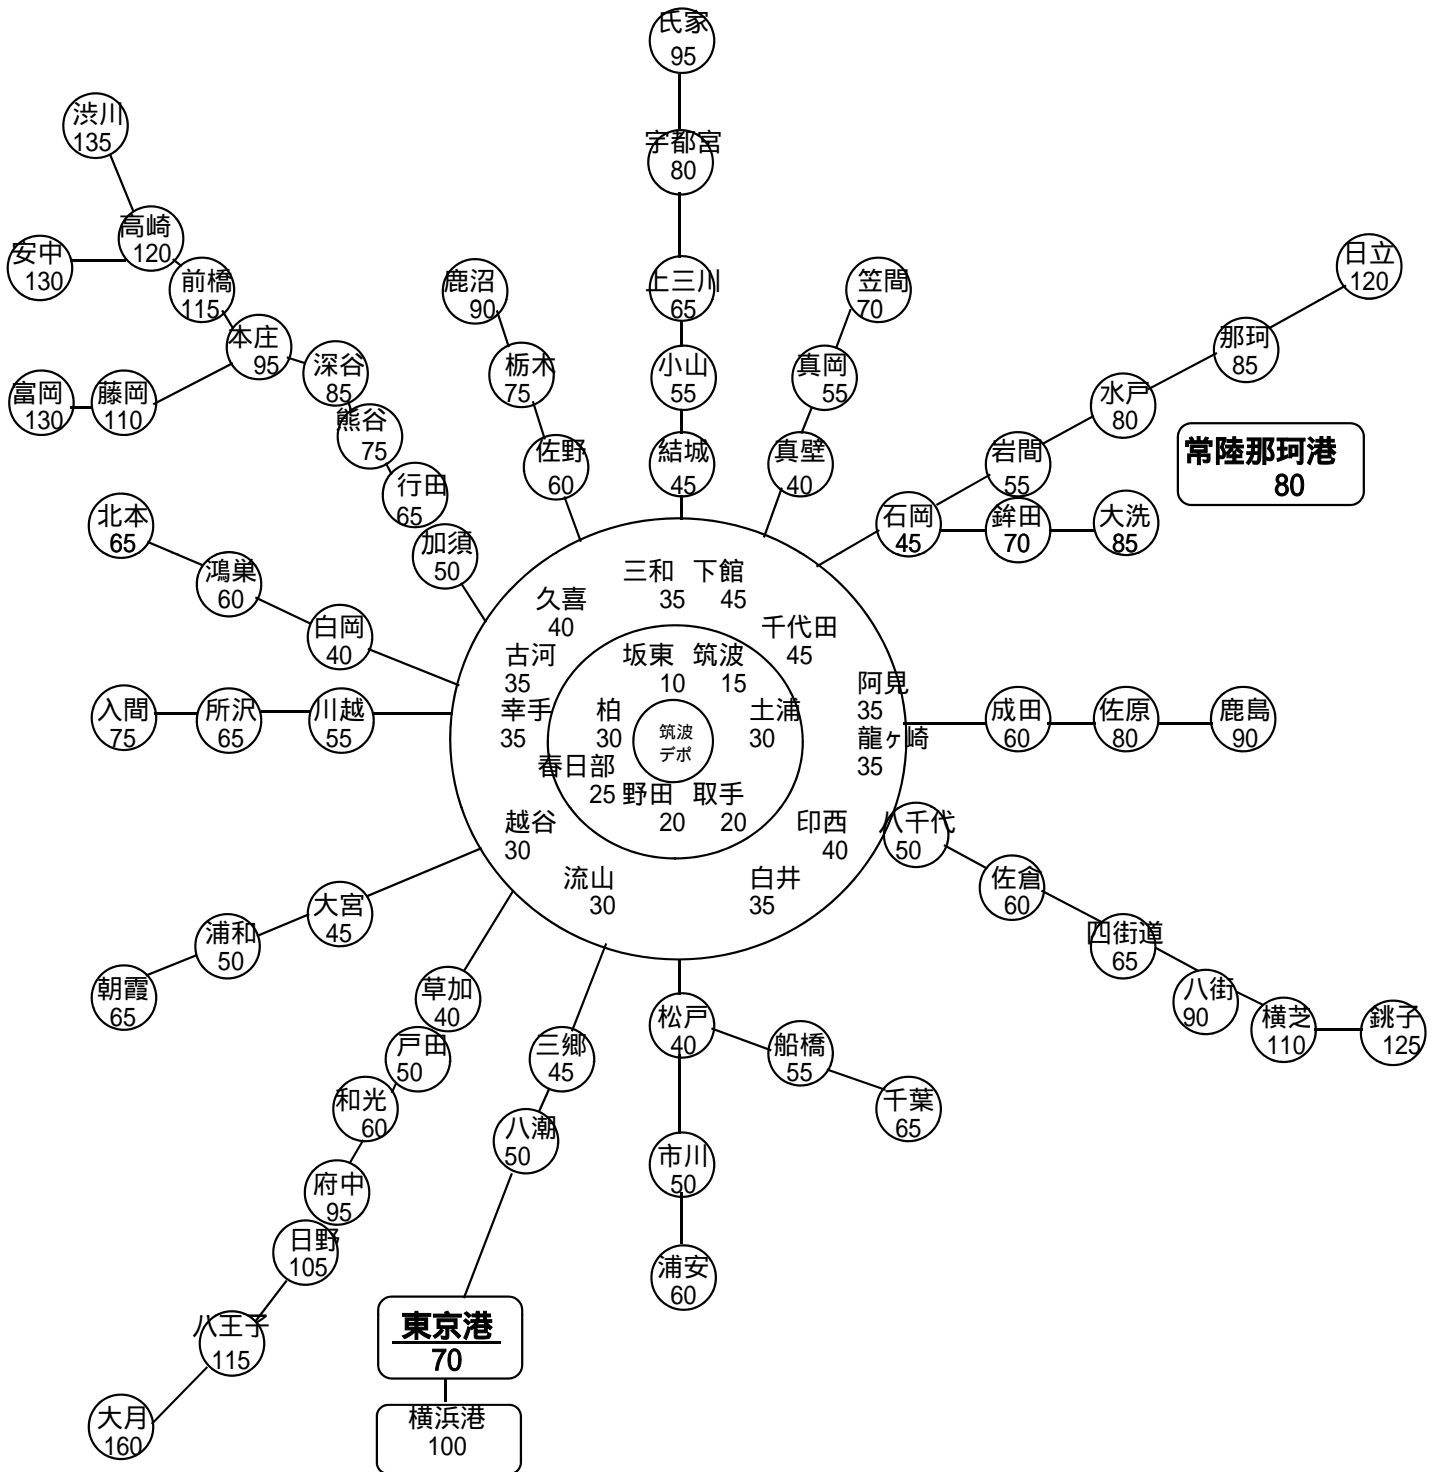 氏家
95
宇都宮
80
上三川
65
小山
55
結城
45
渋川
135
高崎
120
安中
130
前橋
115
本庄
95
富岡
130
藤岡
110
深谷
85
熊谷
75
行田
65
加須
50
鹿沼
90
栃木
75
佐野
60
笠間
70
真岡
55
真壁
40
日立
120
那珂
85
水戸
80
岩間
55
石岡
45
鉾田
70
大洗
85
常陸那珂港
80
北本
65
鴻巣
60
白岡
40
入間
75
所沢
65
川越
55
三和
35
下館
45
久喜
40
千代田
45
古河
35
阿見
35
幸手
35
龍ヶ崎
35
坂東
10
筑波
15
柏
30
土浦
30
筑波
デポ
春日部
25
野田
20
取手
20
越谷
30
印西
40
流山
30
白井
35
成田
60
佐原
80
鹿島
90
八千代
50
佐倉
60
四街道
65
八街
90
横芝
110
銚子
125
大宮
45
浦和
50
朝霞
65
草加
40
戸田
50
和光
60
府中
95
日野
105
八王子
115
大月
160
三郷
45
八潮
50
東京港
70
横浜港
100
松戸
40
船橋
55
千葉
65
市川
50
浦安
60